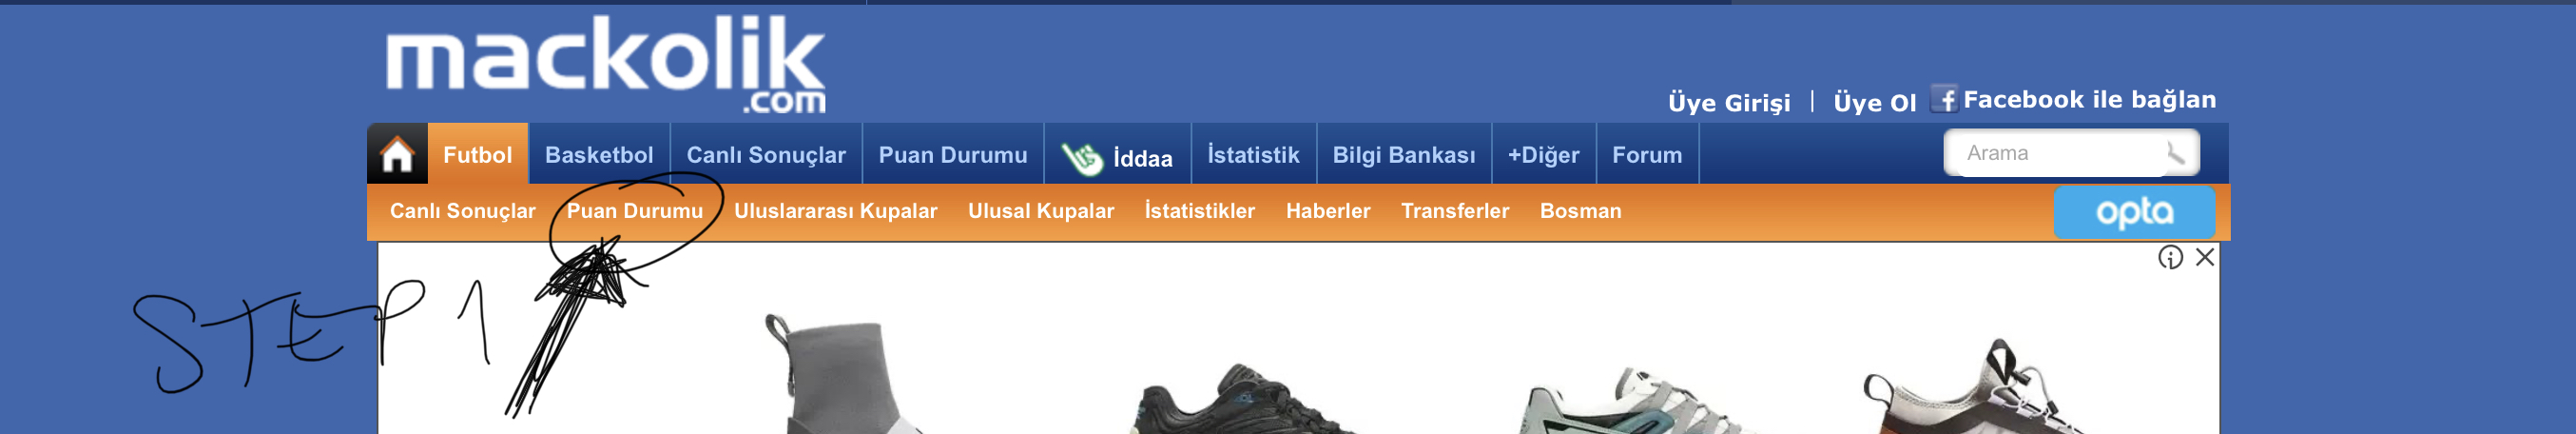 mackolik
.com
Üye Girişi | Üye Ol f Facebook ile bağlan
Futbol Basketbol Canlı Sonuçlar Puan Durumu İddaa İstatistik Bilgi Bankası +Diğer Forum Arama
Canlı Sonuçlar Puan Durumu Uluslararası Kupalar Ulusal Kupalar İstatistikler Haberler Transferler Bosman opta
STEP 1